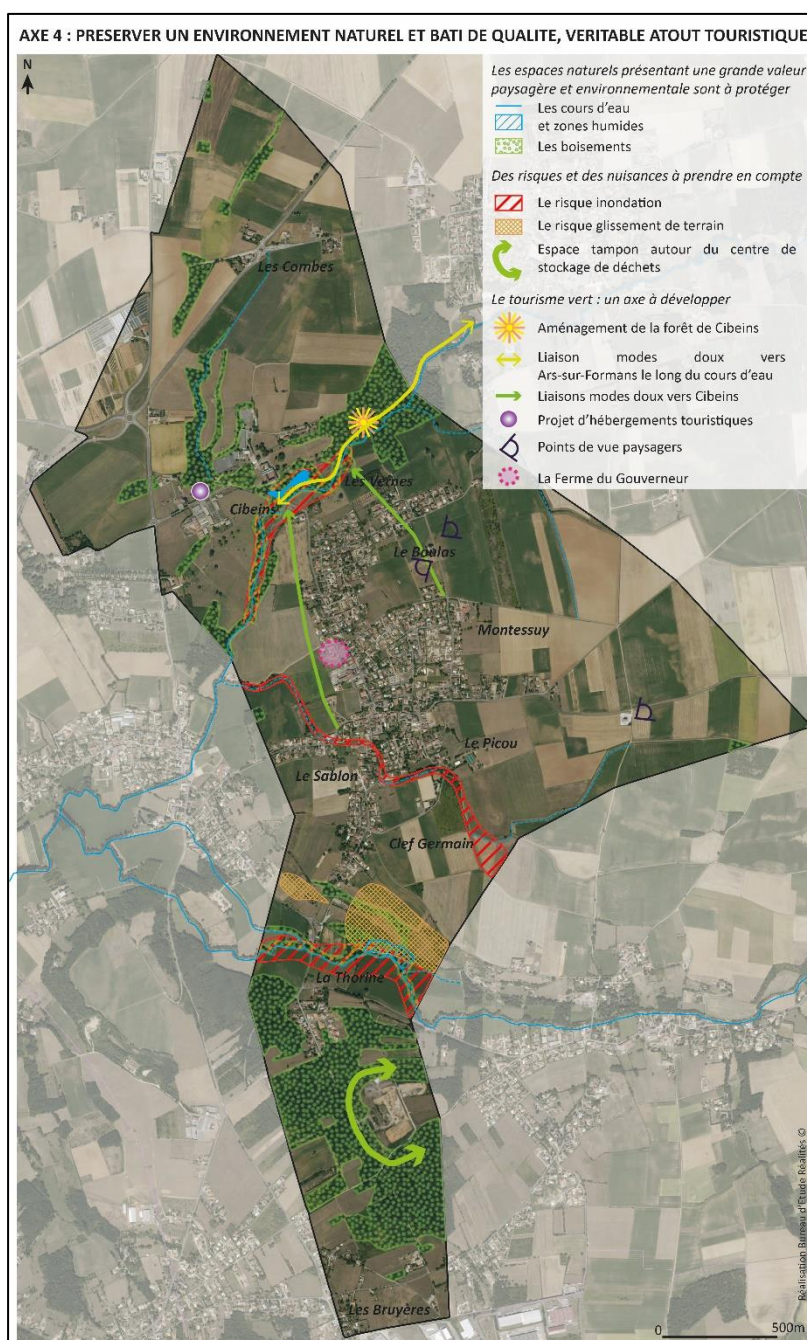 AXE 4 : PRESERVER UN ENVIRONNEMENT NATUREL ET BATI DE QUALITE, VERITABLE ATOUT TOURISTIQUE
N
Les espaces naturels présentant une grande valeur
paysagère et environnementale sont à protéger
Les cours d'eau
et zones humides
Les boisements
Des risques et des nuisances à prendre en compte
Le risque inondation
Le risque glissement de terrain
Espace tampon autour du centre de
stockage de déchets
Le tourisme vert : un axe à développer
Aménagement de la forêt de Cibeins
Liaison modes doux vers
Ars-sur-Formans le long du cours d'eau
Liaisons modes doux vers Cibeins
Projet d'hébergements touristiques
Points de vue paysagers
La Ferme du Gouverneur
Les Combes
Les Vernes
Cibeins
Le Boulas
Montessuy
Le Picou
Le Sablon
Clef Germain
La Thorine
Les Bruyères
Réalisation Bureau d'Etude Réalités ©
0 500m